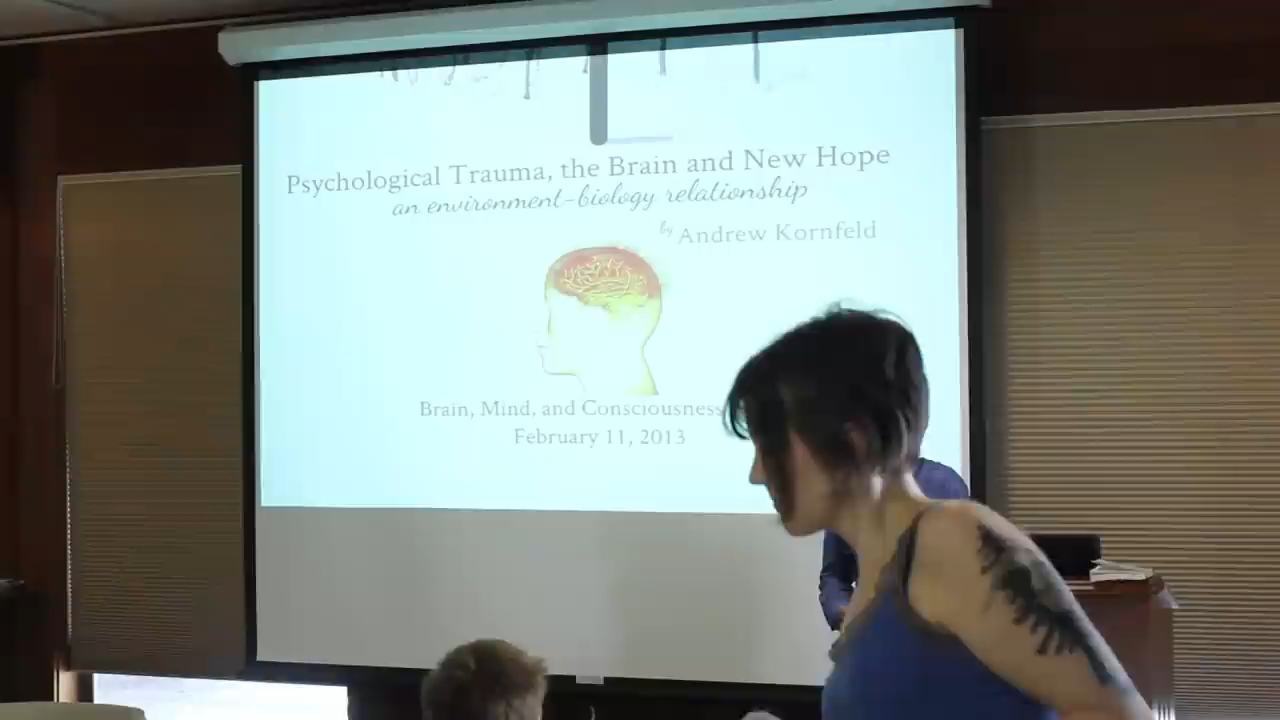 Psychological Trauma, the Brain and New Hope
an environment-biology relationship
by Andrew Kornfeld
Brain, Mind, and Consciousness
February 11, 2013